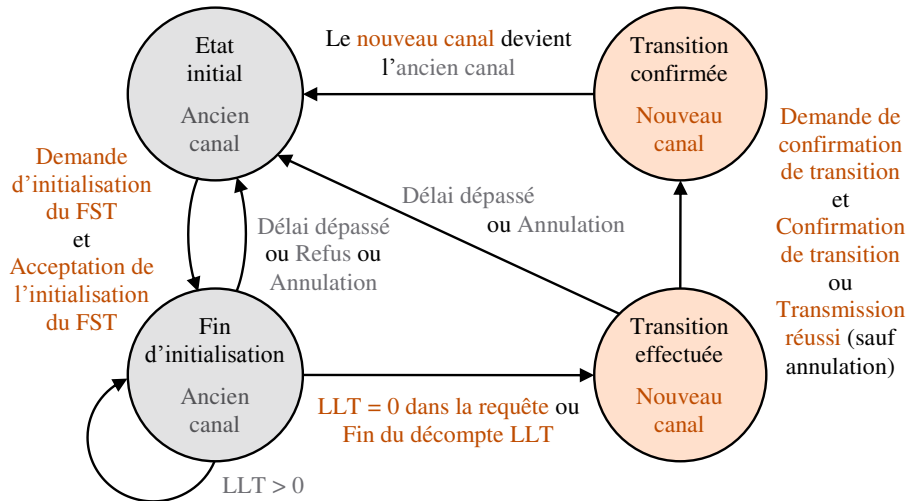 Etat
initial
Ancien
canal
Le nouveau canal devient
l'ancien canal
Transition
confirmée
Nouveau
canal
Demande
d'initialisation
du FST
et
Acceptation de
l'initialisation
du FST
Délai dépassé
ou Refus ou
Annulation
Délai dépassé
ou Annulation
Demande de
confirmation
de transition
et
Confirmation
de transition
ou
Transmission
réussi (sauf
annulation)
Fin
d'initialisation
Ancien
canal
LLT > 0
LLT = 0 dans la requête ou
Fin du décompte LLT
Transition
effectuée
Nouveau
canal